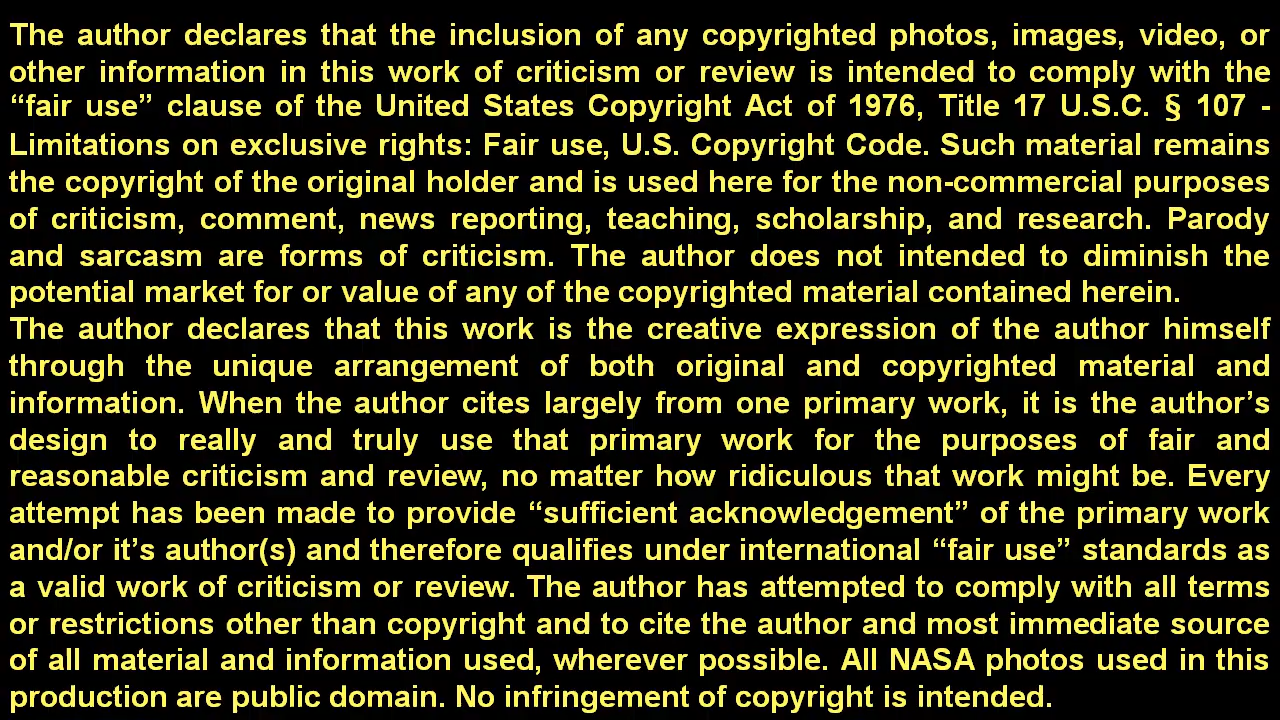 The author declares that the inclusion of any copyrighted photos, images, video, or
other information in this work of criticism or review is intended to comply with the
“fair use” clause of the United States Copyright Act of 1976, Title 17 U.S.C. § 107 -
Limitations on exclusive rights: Fair use, U.S. Copyright Code. Such material remains
the copyright of the original holder and is used here for the non-commercial purposes
of criticism, comment, news reporting, teaching, scholarship, and research. Parody
and sarcasm are forms of criticism. The author does not intended to diminish the
potential market for or value of any of the copyrighted material contained herein.
The author declares that this work is the creative expression of the author himself
through the unique arrangement of both original and copyrighted material and
information. When the author cites largely from one primary work, it is the author’s
design to really and truly use that primary work for the purposes of fair and
reasonable criticism and review, no matter how ridiculous that work might be. Every
attempt has been made to provide “sufficient acknowledgement” of the primary work
and/or it’s author(s) and therefore qualifies under international “fair use” standards as
a valid work of criticism or review. The author has attempted to comply with all terms
or restrictions other than copyright and to cite the author and most immediate source
of all material and information used, wherever possible. All NASA photos used in this
production are public domain. No infringement of copyright is intended.